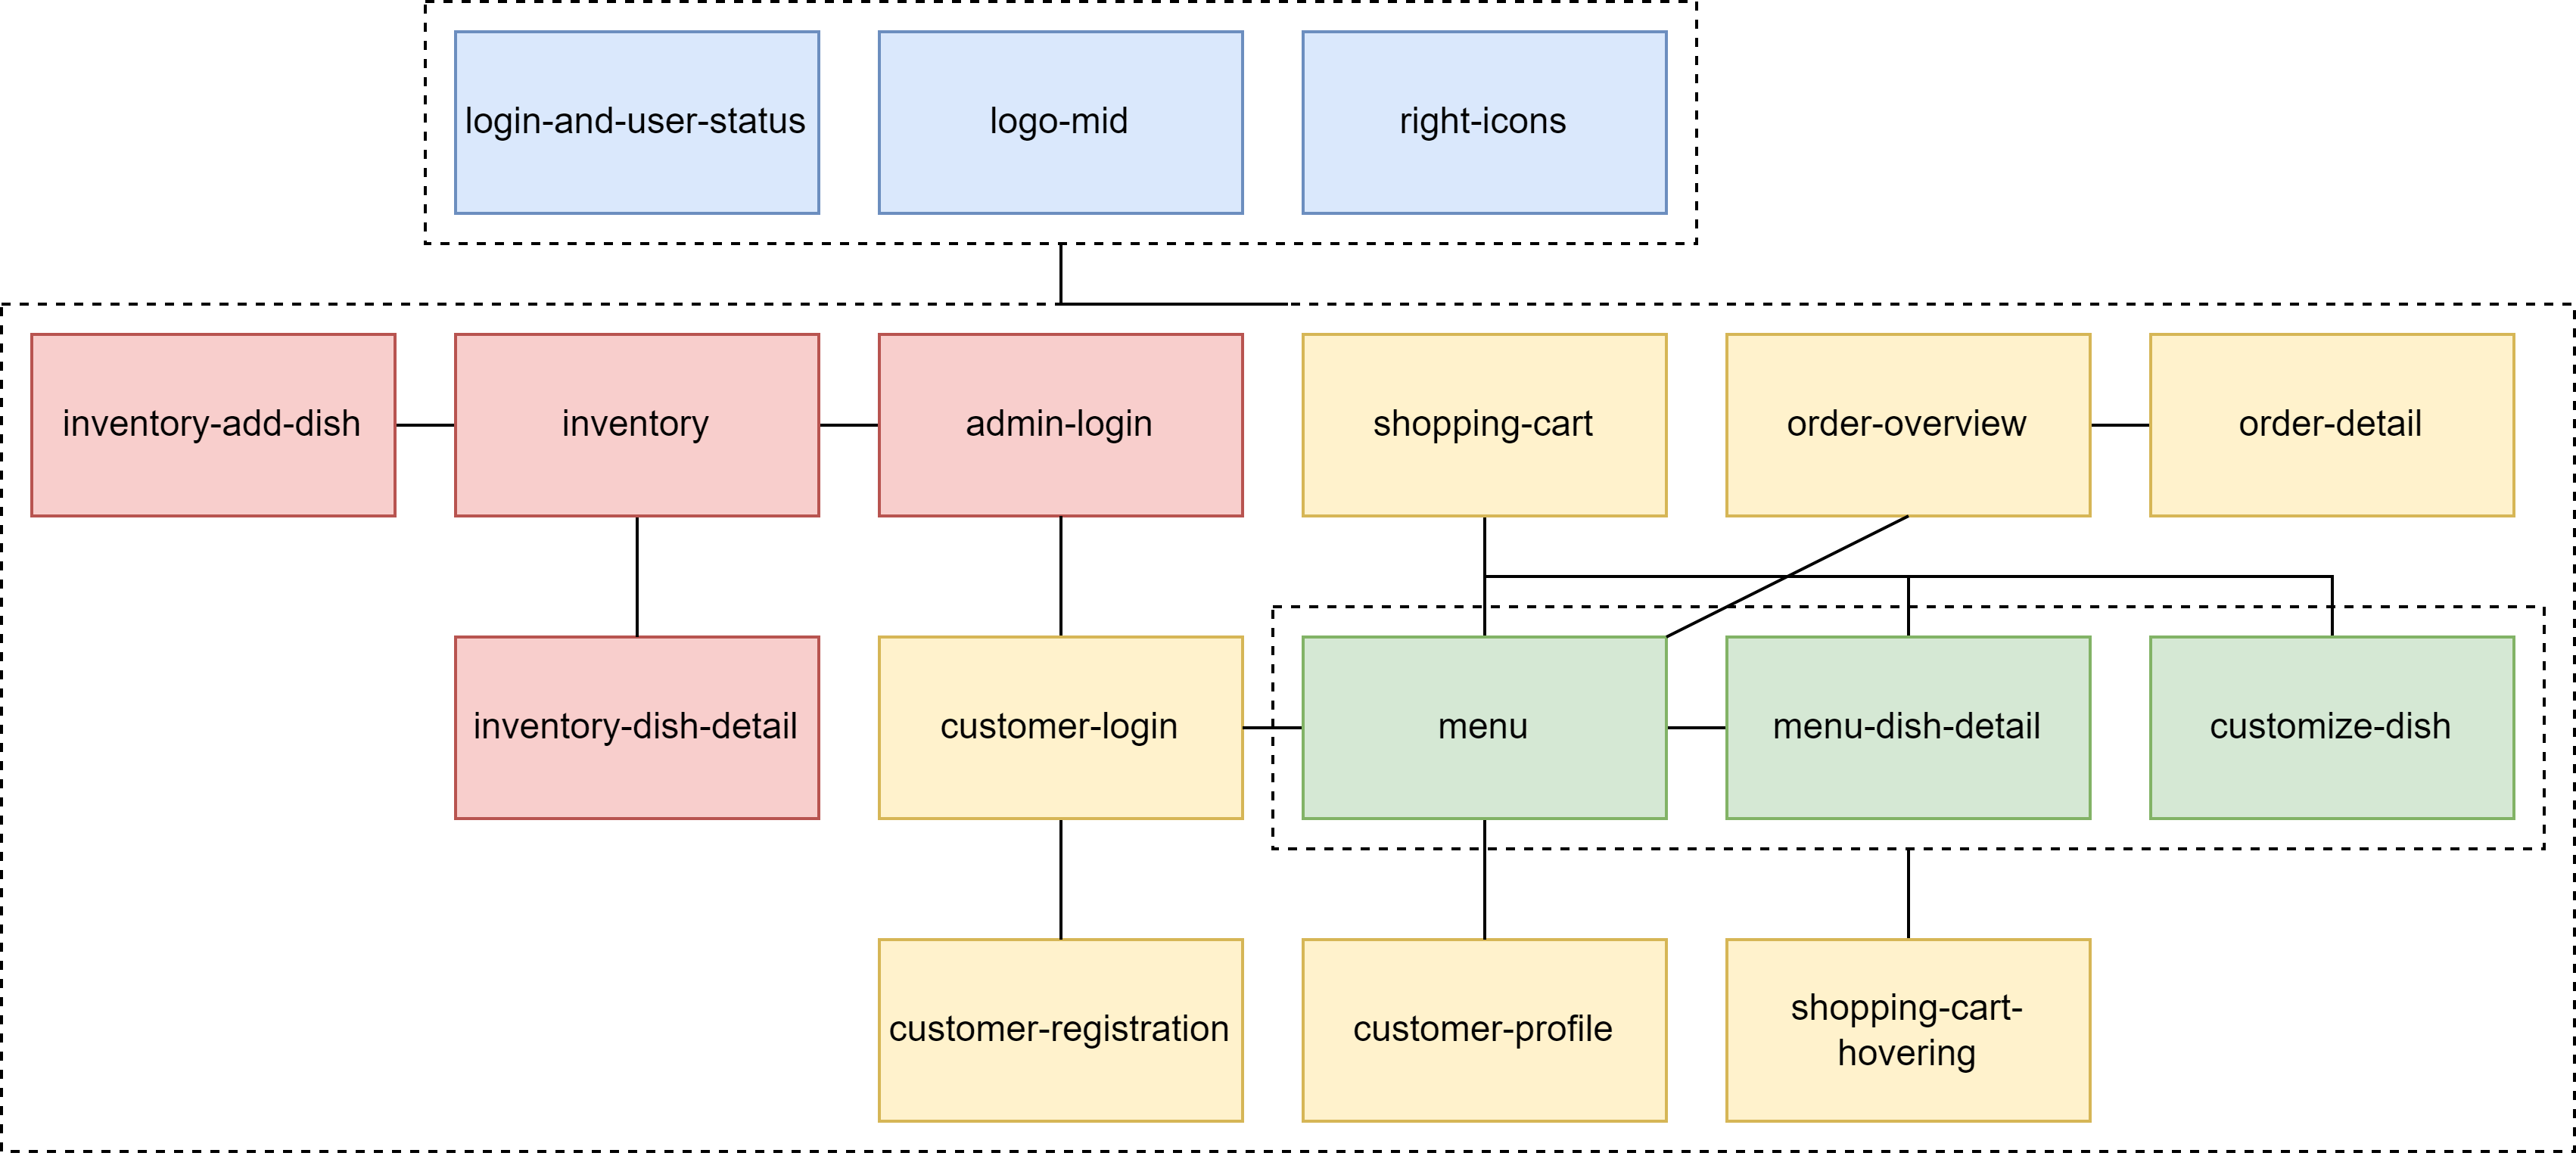 login-and-user-status
logo-mid
right-icons
inventory-add-dish
inventory
admin-login
shopping-cart
order-overview
order-detail
inventory-dish-detail
customer-login
menu
menu-dish-detail
customize-dish
customer-registration
customer-profile
shopping-cart-
hovering